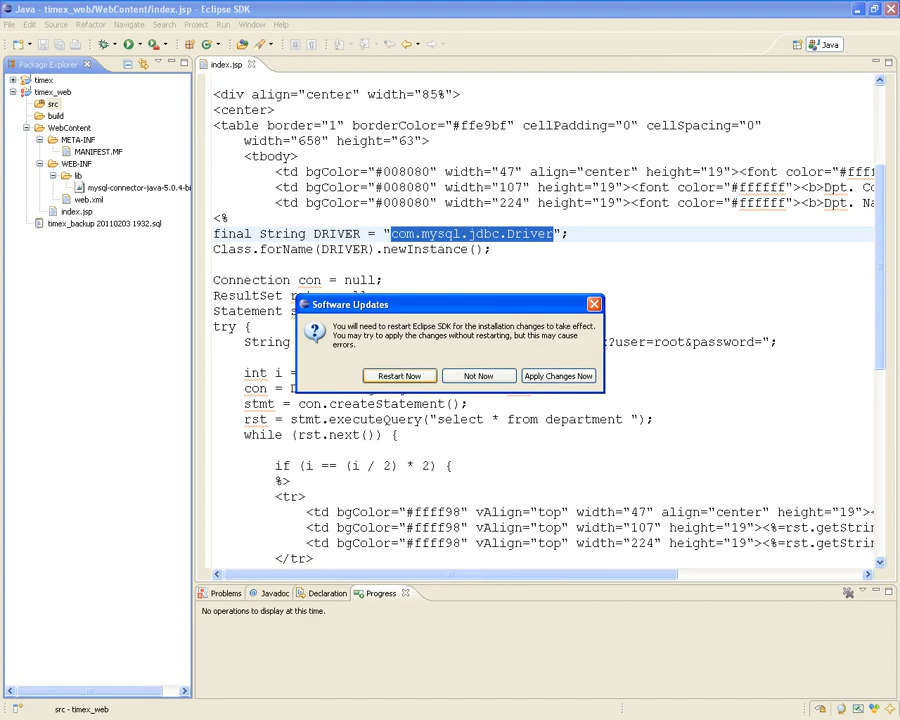 Java - timex_web/WebContent/index.jsp - Eclipse SDK
File Edit Source Refactor Navigate Search Project Run Window Help
Java
Package Explorer
index.jsp
timex
timex_web
src
build
WebContent
META-INF
MANIFEST.MF
WEB-INF
lib
mysql-connector-java-5.0.4-bi
web.xml
index.jsp
timex_backup 20110203 1932.sql
<div align="center" width="85%">
<center>
<table border="1" borderColor="#ffe9bf" cellPadding="0" cellSpacing="0"
width="658" height="63">
<tbody>
<td bgColor="#008080" width="47" align="center" height="19"><font color="#fff
<td bgColor="#008080" width="107" height="19"><font color="#ffffff"><b>Dpt. Co
<td bgColor="#008080" width="224" height="19"><font color="#ffffff"><b>Dpt. Na
<%
final String DRIVER = "com.mysql.jdbc.Driver";
Class.forName(DRIVER).newInstance();
Connection con = null;
ResultSet
Statement
try {
String
?user=root&password=";
int i =
con =
stmt = con.createStatement();
rst = stmt.executeQuery("select * from department ");
while (rst.next()) {
if (i == (i / 2) * 2) {
%>
<tr>
<td bgColor="#ffff98" vAlign="top" width="47" align="center" height="19"><
<td bgColor="#ffff98" vAlign="top" width="107" height="19"><%=rst.getStrin
<td bgColor="#ffff98" vAlign="top" width="224" height="19"><%=rst.getStrin
</tr>
Software Updates
You will need to restart Eclipse SDK for the installation changes to take effect.
You may try to apply the changes without restarting, but this may cause
errors.
Restart Now Not Now Apply Changes Now
Problems Javadoc Declaration Progress
No operations to display at this time.
src - timex_web